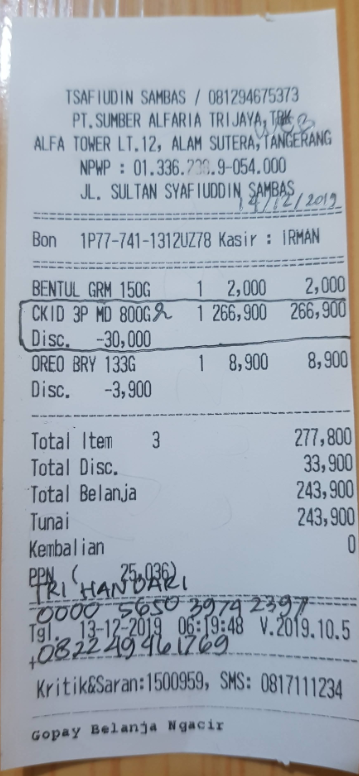 TSAFIUDIN SAMBAS / 081294675373
PT.SUMBER ALFARIA TRIJAYA,
ALFA TOWER LT.12, ALAM SUTERA,TANGERANG
NPWP : 01.336. .9-054.000
JL. SULTAN SYAFIUDDIN SAMBAS
14/12/2019
Bon 1P77-741-1312UZ78 Kasir : IRMAN
BENTUL GRM 150G 1 2,000 2,000
CKID 3P MD 800G 1 266,900 266,900
Disc. -30,000
OREO BRY 133G 1 8,900 8,900
Disc. -3,900
Total Item 3 277,800
Total Disc. 33,900
Total Belanja 243,900
Tunai 243,900
Kembalian 0
PPN ( 25,036)
TRI HANDARI
0000 5650 3974 2397
Tgl. 13-12-2019 06:19:48 V.2019.10.5
+082249461769
Kritik&Saran:1500959, SMS: 0817111234
Gopay Belanja Ngacir